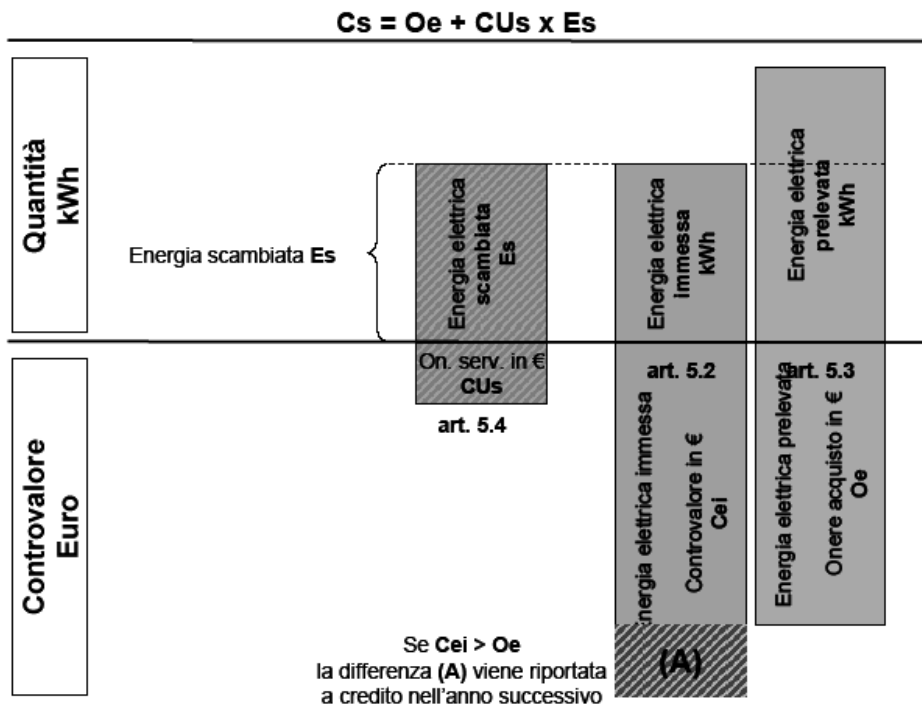 Cs = Oe + CUs x Es
Quantità
kWh
Energia scambiata Es
Energia elettrica
scambiata
Es
Energia elettrica
immessa
kWh
Energia elettrica
prelevata
kWh
Controvalore
Euro
On. serv. in €
CUs
art. 5.4
art. 5.2
Energia elettrica immessa
Controvalore in €
Cei
art. 5.3
Energia elettrica prelevata
Onere acquisto in €
Oe
Se Cei > Oe
la differenza (A) viene riportata
a credito nell'anno successivo
(A)